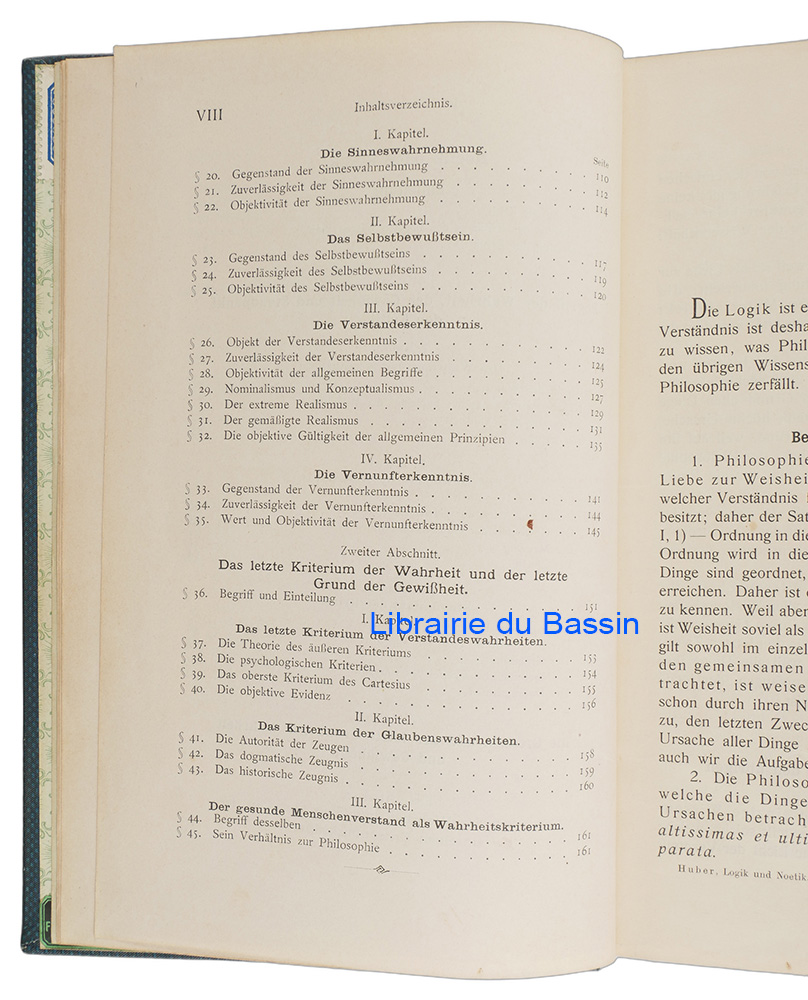 VIII
Inhaltsverzeichnis.
I. Kapitel.
Die Sinneswahrnehmung.
Seite
§ 20. Gegenstand der Sinneswahrnehmung . . . . . . . . . 110
§ 21. Zuverlässigkeit der Sinneswahrnehmung . . . . . . . . 112
§ 22. Objektivität der Sinneswahrnehmung . . . . . . . . . 114
II. Kapitel.
Das Selbstbewußtsein.
§ 23. Gegenstand des Selbstbewußtseins . . . . . . . . . . 117
§ 24. Zuverlässigkeit des Selbstbewußtseins . . . . . . . . . 119
§ 25. Objektivität des Selbstbewußtseins . . . . . . . . . . 120
III. Kapitel.
Die Verstandeserkenntnis.
§ 26. Objekt der Verstandeserkenntnis . . . . . . . . . . 122
§ 27. Zuverlässigkeit der Verstandeserkenntnis . . . . . . . . 124
§ 28. Objektivität der allgemeinen Begriffe . . . . . . . . . 125
§ 29. Nominalismus und Konzeptualismus . . . . . . . . . 127
§ 30. Der extreme Realismus . . . . . . . . . . . . . 129
§ 31. Der gemäßigte Realismus . . . . . . . . . . . . 131
§ 32. Die objektive Gültigkeit der allgemeinen Prinzipien . . . . . 135
IV. Kapitel.
Die Vernunfterkenntnis.
§ 33. Gegenstand der Vernunfterkenntnis . . . . . . . . . 141
§ 34. Zuverlässigkeit der Vernunfterkenntnis . . . . . . . . . 144
§ 35. Wert und Objektivität der Vernunfterkenntnis . . . . . . 145
Zweiter Abschnitt.
Das letzte Kriterium der Wahrheit und der letzte
Grund der Gewißheit.
§ 36. Begriff und Einteilung . . . . . . . . . . . . . 151
I. Kapitel.
Das letzte Kriterium der Verstandeswahrheiten.
§ 37. Die Theorie des äußeren Kriteriums . . . . . . . . . 153
§ 38. Die psychologischen Kriterien . . . . . . . . . . . 154
§ 39. Das oberste Kriterium des Cartesius . . . . . . . . . 155
§ 40. Die objektive Evidenz . . . . . . . . . . . . . 156
II. Kapitel.
Das Kriterium der Glaubenswahrheiten.
§ 41. Die Autorität der Zeugen . . . . . . . . . . . . 158
§ 42. Das dogmatische Zeugnis . . . . . . . . . . . . 159
§ 43. Das historische Zeugnis . . . . . . . . . . . . . 160
III. Kapitel.
Der gesunde Menschenverstand als Wahrheitskriterium.
§ 44. Begriff desselben . . . . . . . . . . . . . . . 161
§ 45. Sein Verhältnis zur Philosophie . . . . . . . . . . 161
Librairie du Bassin
Die Logik ist e
Verständnis ist desha
zu wissen, was Phil
den übrigen Wissens
Philosophie zerfällt.
Be
1. Philosophie
Liebe zur Weisheit
welcher Verständnis
besitzt; daher der Sat
I, 1) — Ordnung in die
Ordnung wird in die
Dinge sind geordnet,
erreichen. Daher ist
zu kennen. Weil aber
ist Weisheit soviel als
gilt sowohl im einzel
den gemeinsamen
trachtet, ist weise
schon durch ihren N
zu, den letzten Zwec
Ursache aller Dinge
auch wir die Aufgabe
2. Die Philoso
welche die Dinge
Ursachen betrach
altissimas et ulti
parata.
Huber, Logik und Noetik.